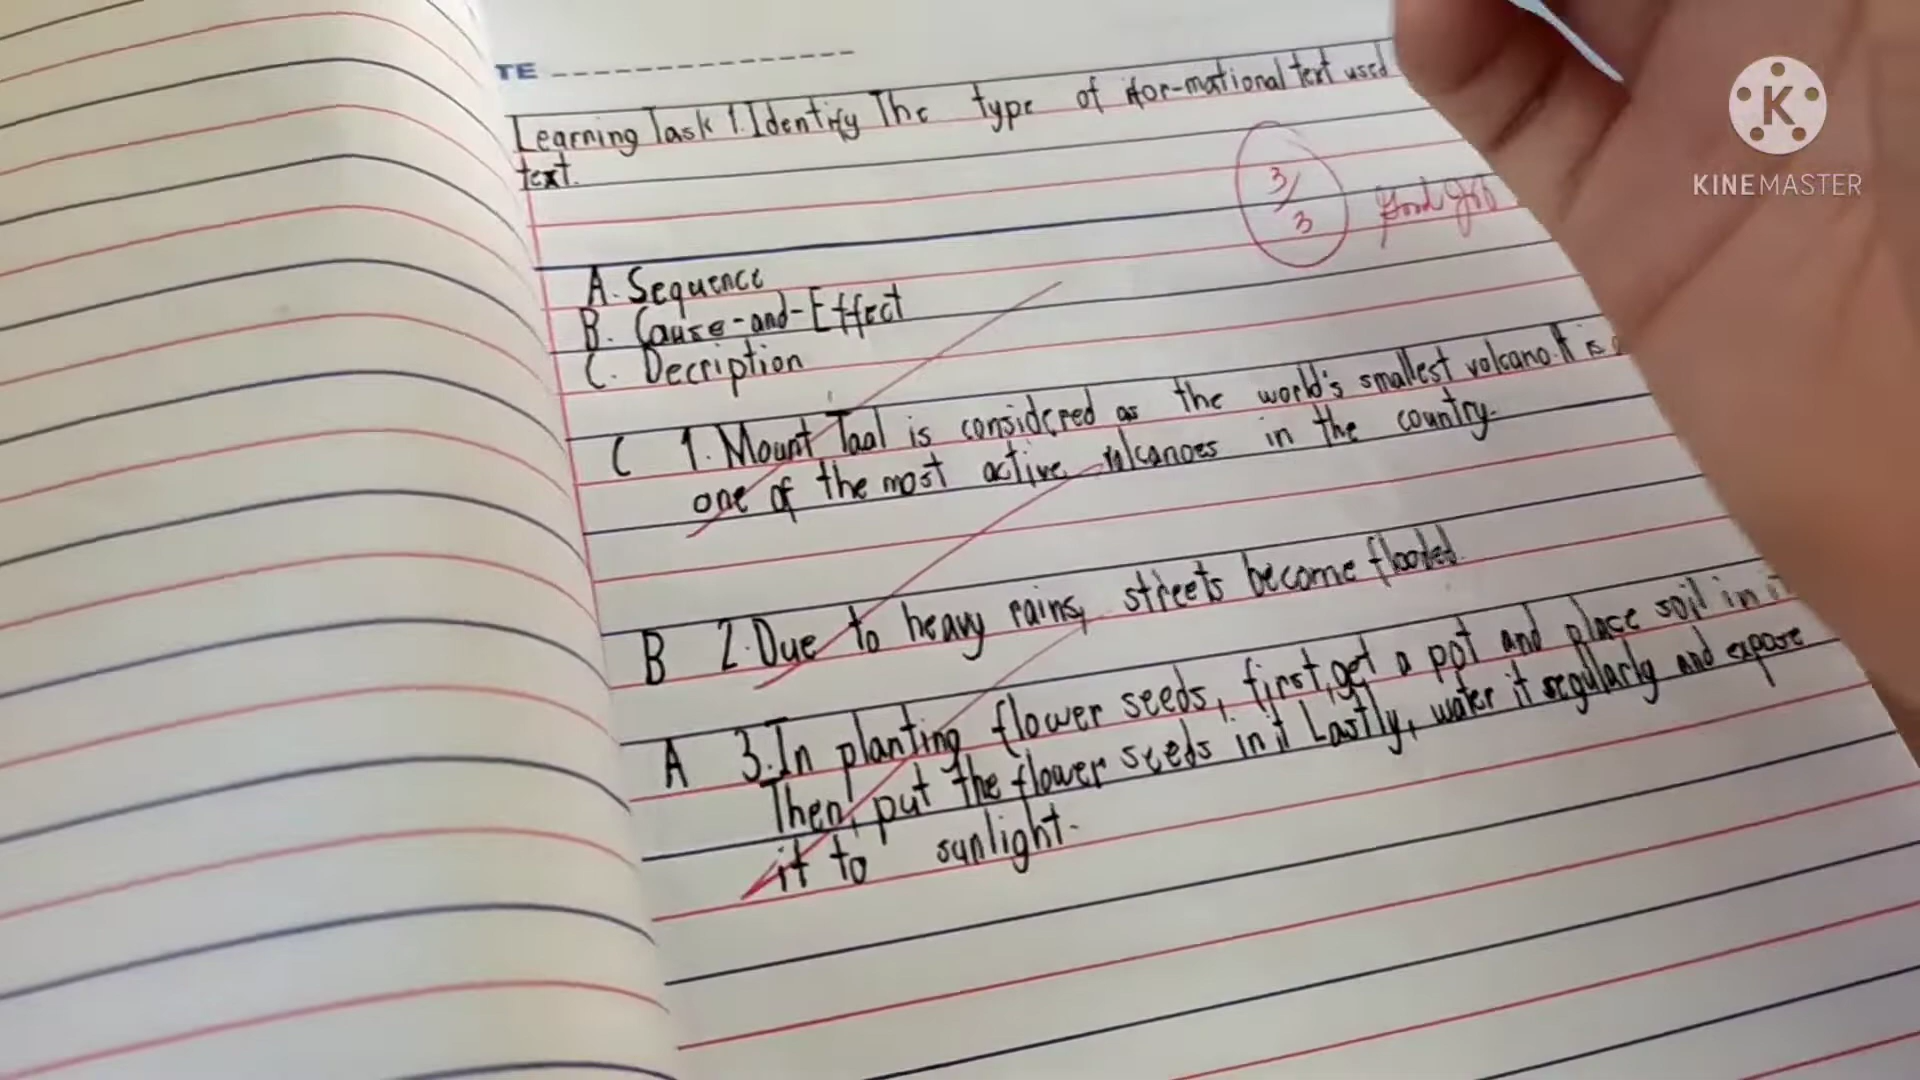 TE
Learning Task 1. Identify The type of ifor-mational text used
text.
3/3 Good Job
A. Sequence
B. Cause-and-Effect
C. Decription
C 1. Mount Taal is considered as the world's smallest volcano. It is
one of the most active volcanoes in the country.
B 2. Due to heavy rains, streets become flooded.
A 3. In planting flower seeds, first, get a pot and place soil in it
Then, put the flower seeds in it Lastly, water it regularly and expose
it to sunlight.
K
KINEMASTER